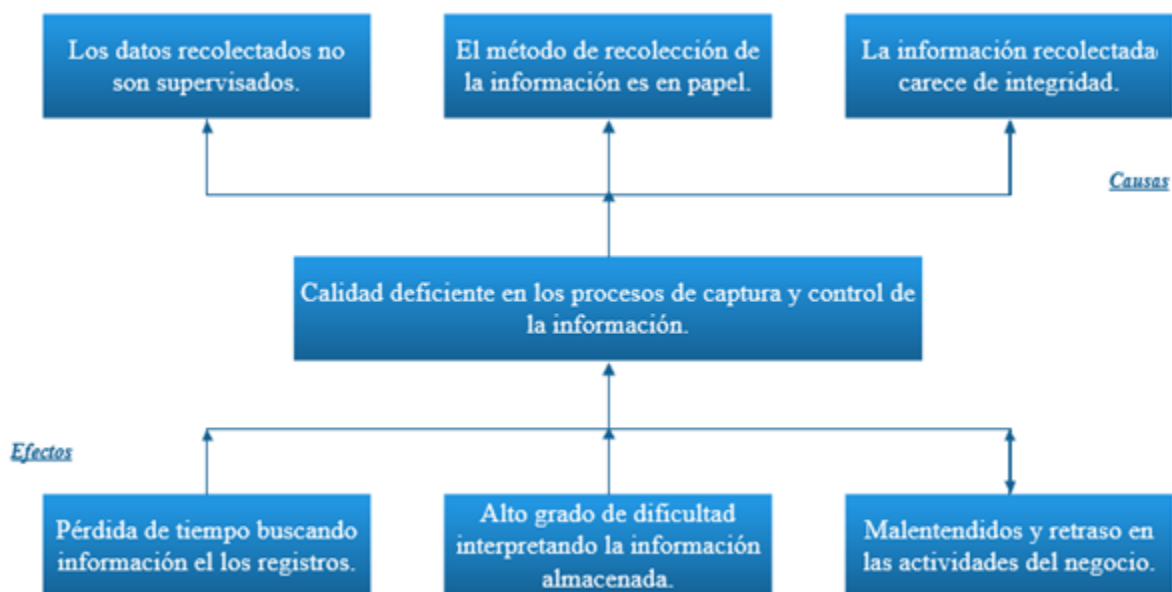 Los datos recolectados no
son supervisados.
El método de recolección de
la información es en papel.
La información recolectada
carece de integridad.
Causas
Calidad deficiente en los procesos de captura y control de
la información.
Efectos
Pérdida de tiempo buscando
información el los registros.
Alto grado de dificultad
interpretando la información
almacenada.
Malentendidos y retraso en
las actividades del negocio.